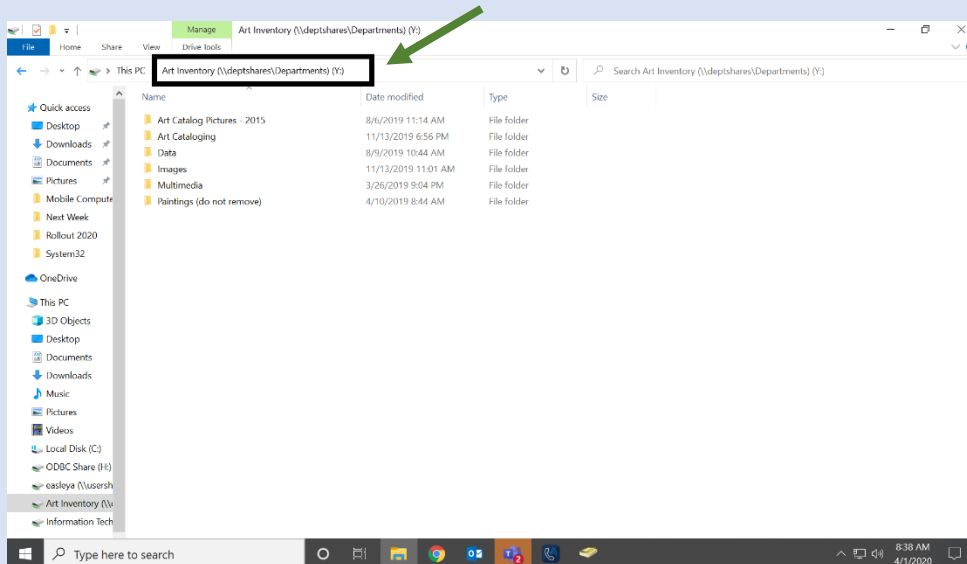 Manage Art Inventory (\\deptshares\Departments) (Y:)
File Home Share View Drive Tools
This PC Art Inventory (\\deptshares\Departments) (Y:) Search Art Inventory (\\deptshares\Departments) (Y:)
Name Date modified Type Size
Quick access
Desktop
Downloads
Documents
Pictures
Mobile Compute
Next Week
Rollout 2020
System32
OneDrive
This PC
3D Objects
Desktop
Documents
Downloads
Music
Pictures
Videos
Local Disk (C:)
ODBC Share (H:)
easleya (\\usersh
Art Inventory (\\
Information Tech
Art Catalog Pictures - 2015 8/6/2019 11:14 AM File folder
Art Cataloging 11/13/2019 6:56 PM File folder
Data 8/9/2019 10:44 AM File folder
Images 11/13/2019 11:01 AM File folder
Multimedia 3/26/2019 9:04 PM File folder
Paintings (do not remove) 4/10/2019 8:44 AM File folder
Type here to search
2
8:38 AM
4/1/2020